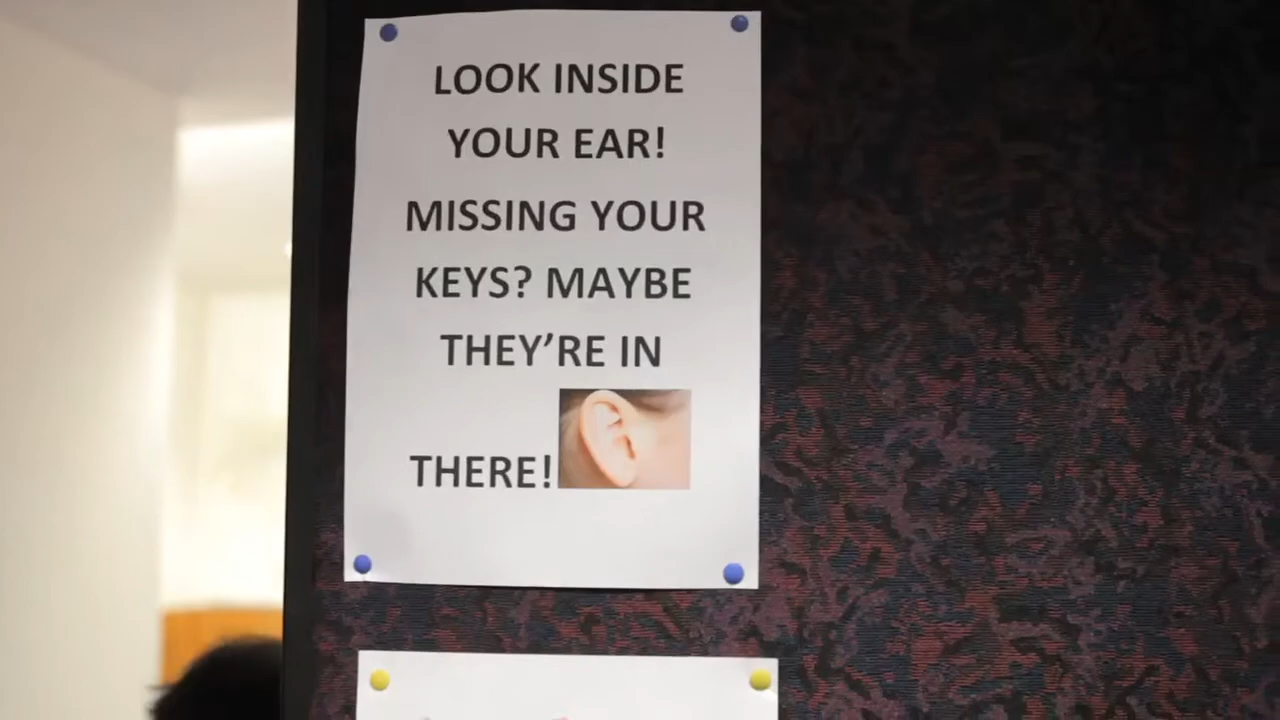 LOOK INSIDE
YOUR EAR!
MISSING YOUR
KEYS? MAYBE
THEY’RE IN
THERE!